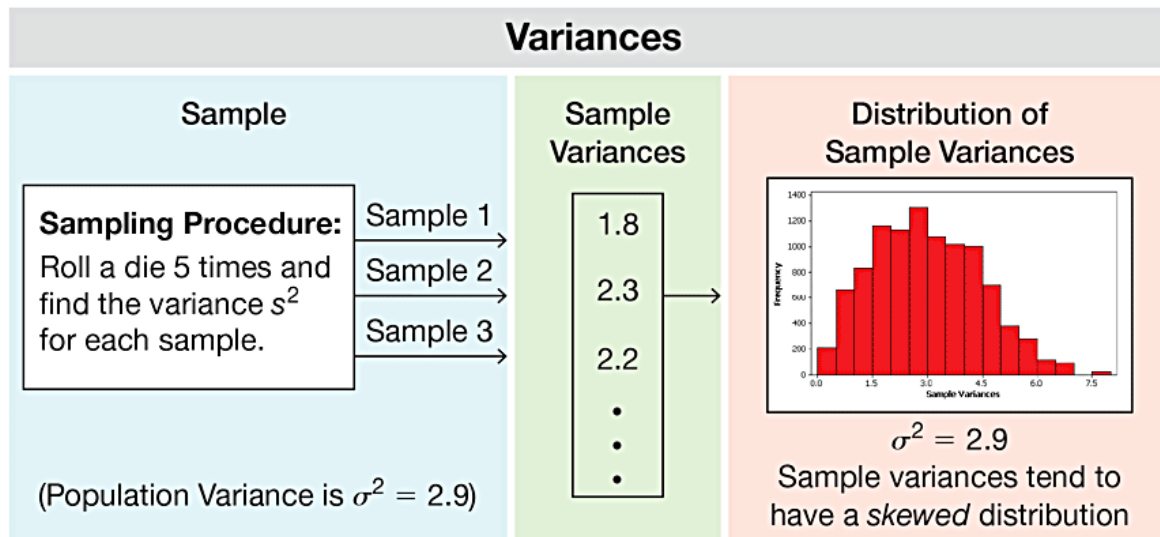 Variances
Sample
Sampling Procedure:
Roll a die 5 times and
find the variance s²
for each sample.
Sample 1
Sample 2
Sample 3
(Population Variance is σ² = 2.9)
Sample
Variances
1.8
2.3
2.2
Distribution of
Sample Variances
1400
1200
1000
800
600
400
200
0
Frequency
0.0 1.5 3.0 4.5 6.0 7.5
Sample Variances
σ² = 2.9
Sample variances tend to
have a skewed distribution